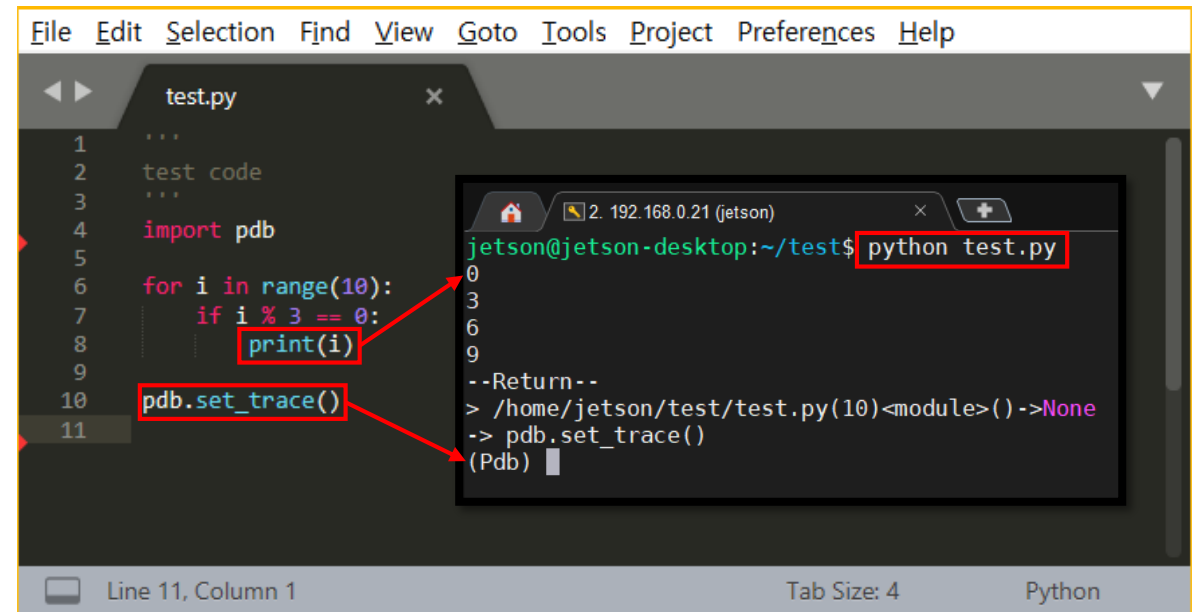 File Edit Selection Find View Goto Tools Project Preferences Help
test.py ×
1 '''
2 test code
3 '''
4 import pdb
5
6 for i in range(10):
7 if i % 3 == 0:
8 print(i)
9
10 pdb.set_trace()
11
2. 192.168.0.21 (jetson) ×
jetson@jetson-desktop:~/test$ python test.py
0
3
6
9
--Return--
> /home/jetson/test/test.py(10)<module>()->None
-> pdb.set_trace()
(Pdb)
Line 11, Column 1 Tab Size: 4 Python